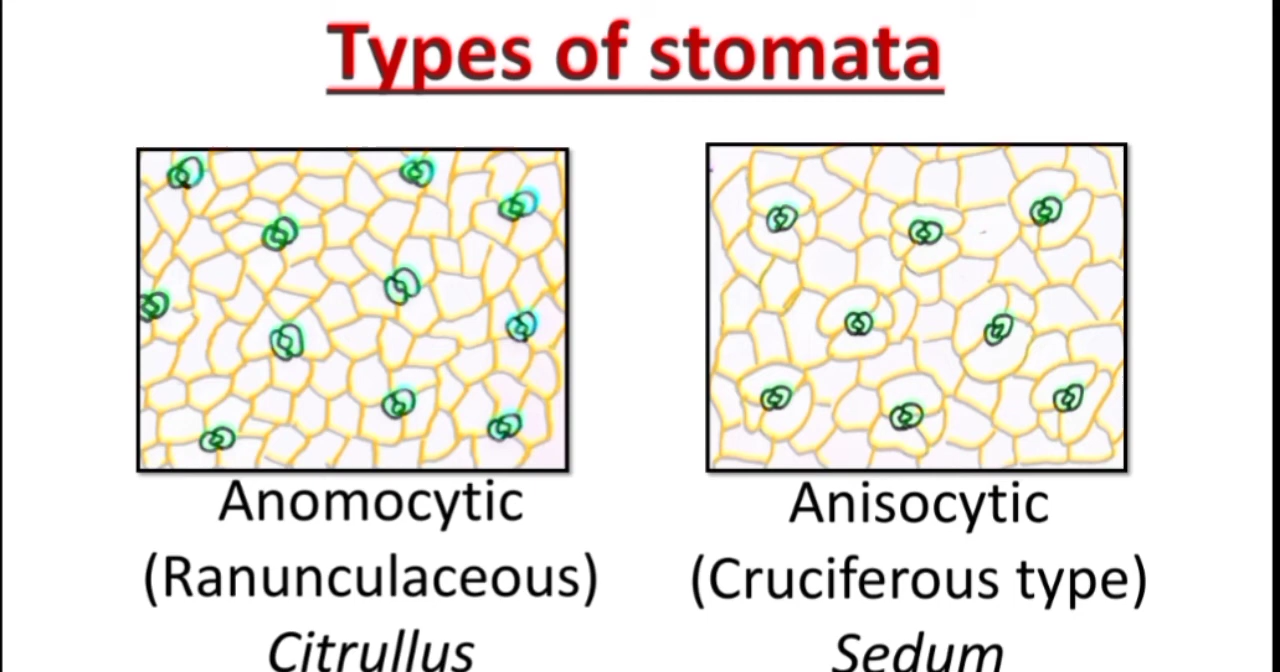 Types of stomata
Anomocytic
(Ranunculaceous)
Citrullus
Anisocytic
(Cruciferous type)
Sedum